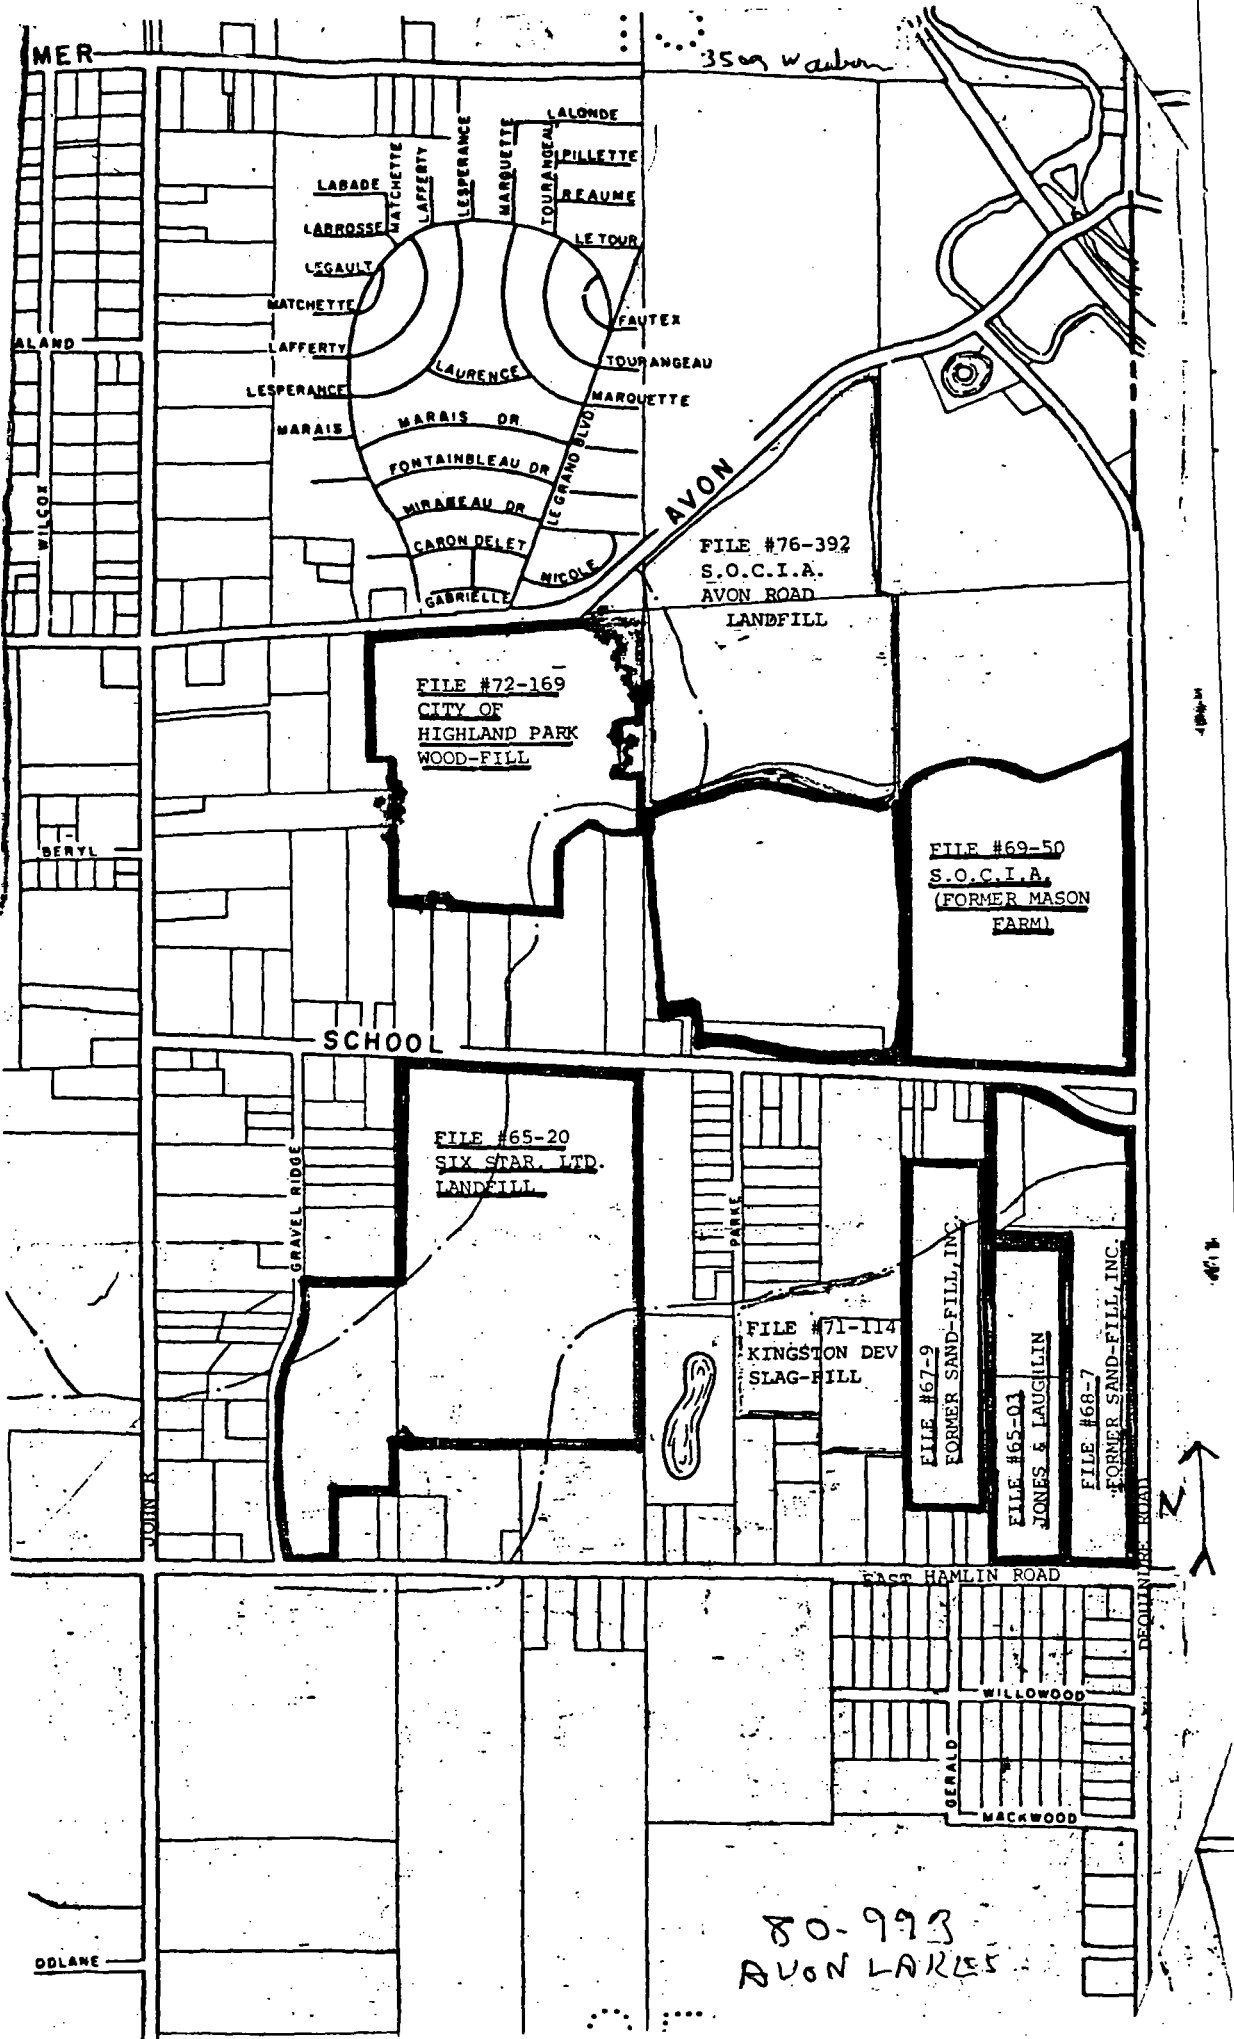 MER
LALONDE
MATCHETTE
LAFFERTY
LESPERANCE
MARQUETTE
TOURANGEAU
PILLETTE
LABADE
REAUME
LABROSSE
LE TOUR
LEGAULT
MATCHETTE
FAUTEX
ALAND
LAFFERTY
TOURANGEAU
LAURENCE
LESPERANCE
MARQUETTE
MARAIS
MARAIS DR
LE GRAND BLVD
FONTAINBLEAU DR
AVON
WILCOX
MIRABEAU DR
CARON DELET
NICOLE
GABRIELLE
FILE #76-392
S.O.C.I.A.
AVON ROAD
LANDFILL
FILE #72-169
CITY OF
HIGHLAND PARK
WOOD-FILL
BERYL
FILE #69-50
S.O.C.I.A.
(FORMER MASON
FARM)
SCHOOL
FILE #65-20
SIX STAR, LTD.
LANDFILL
GRAVEL RIDGE
PARKE
FILE #71-114
KINGSTON DEV
SLAG-FILL
FILE #67-9
FORMER SAND-FILL, INC.
FILE #65-03
JONES & LAUGHLIN
FILE #68-7
FORMER SAND-FILL, INC.
JOHN R
N
EAST HAMLIN ROAD
DEQUINDRE ROAD
WILLOWOOD
GERALD
MACKWOOD
80-993
AVON LAKES
ODLANE